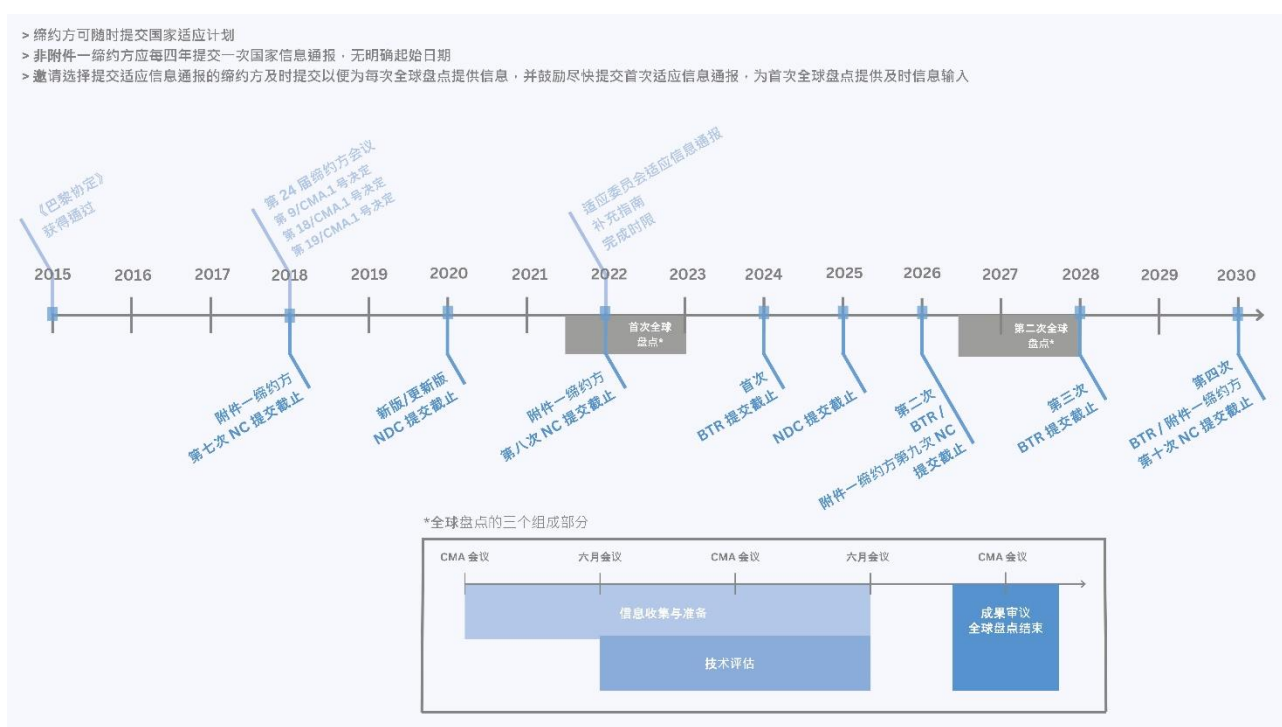 > 缔约方可随时提交国家适应计划
> 非附件一缔约方应每四年提交一次国家信息通报，无明确起始日期
> 邀请选择提交适应信息通报的缔约方及时提交以便为每次全球盘点提供信息，并鼓励尽快提交首次适应信息通报，为首次全球盘点提供及时信息输入
《巴黎协定》
获得通过
第 24 届缔约方会议
第 9/CMA.1 号决定
第 18/CMA.1 号决定
第 19/CMA.1 号决定
适应委员会适应信息通报
补充指南
完成时限
2015
2016
2017
2018
2019
2020
2021
2022
2023
2024
2025
2026
2027
2028
2029
2030
首次全球
盘点*
第二次全球
盘点*
附件一缔约方
第七次 NC 提交截止
新版/更新版
NDC 提交截止
附件一缔约方
第八次 NC 提交截止
首次
BTR 提交截止
NDC 提交截止
第二次
BTR /
附件一缔约方第九次 NC
提交截止
第三次
BTR 提交截止
第四次
BTR / 附件一缔约方
第十次 NC 提交截止
*全球盘点的三个组成部分
CMA 会议
六月会议
CMA 会议
六月会议
CMA 会议
信息收集与准备
技术评估
成果审议
全球盘点结束